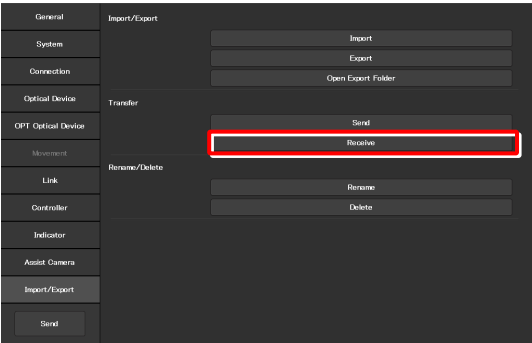 General
System
Connection
Optical Device
OPT Optical Device
Movement
Link
Controller
Indicator
Assist Camera
Import/Export
Send
Import/Export
Import
Export
Open Export Folder
Transfer
Send
Receive
Rename/Delete
Rename
Delete